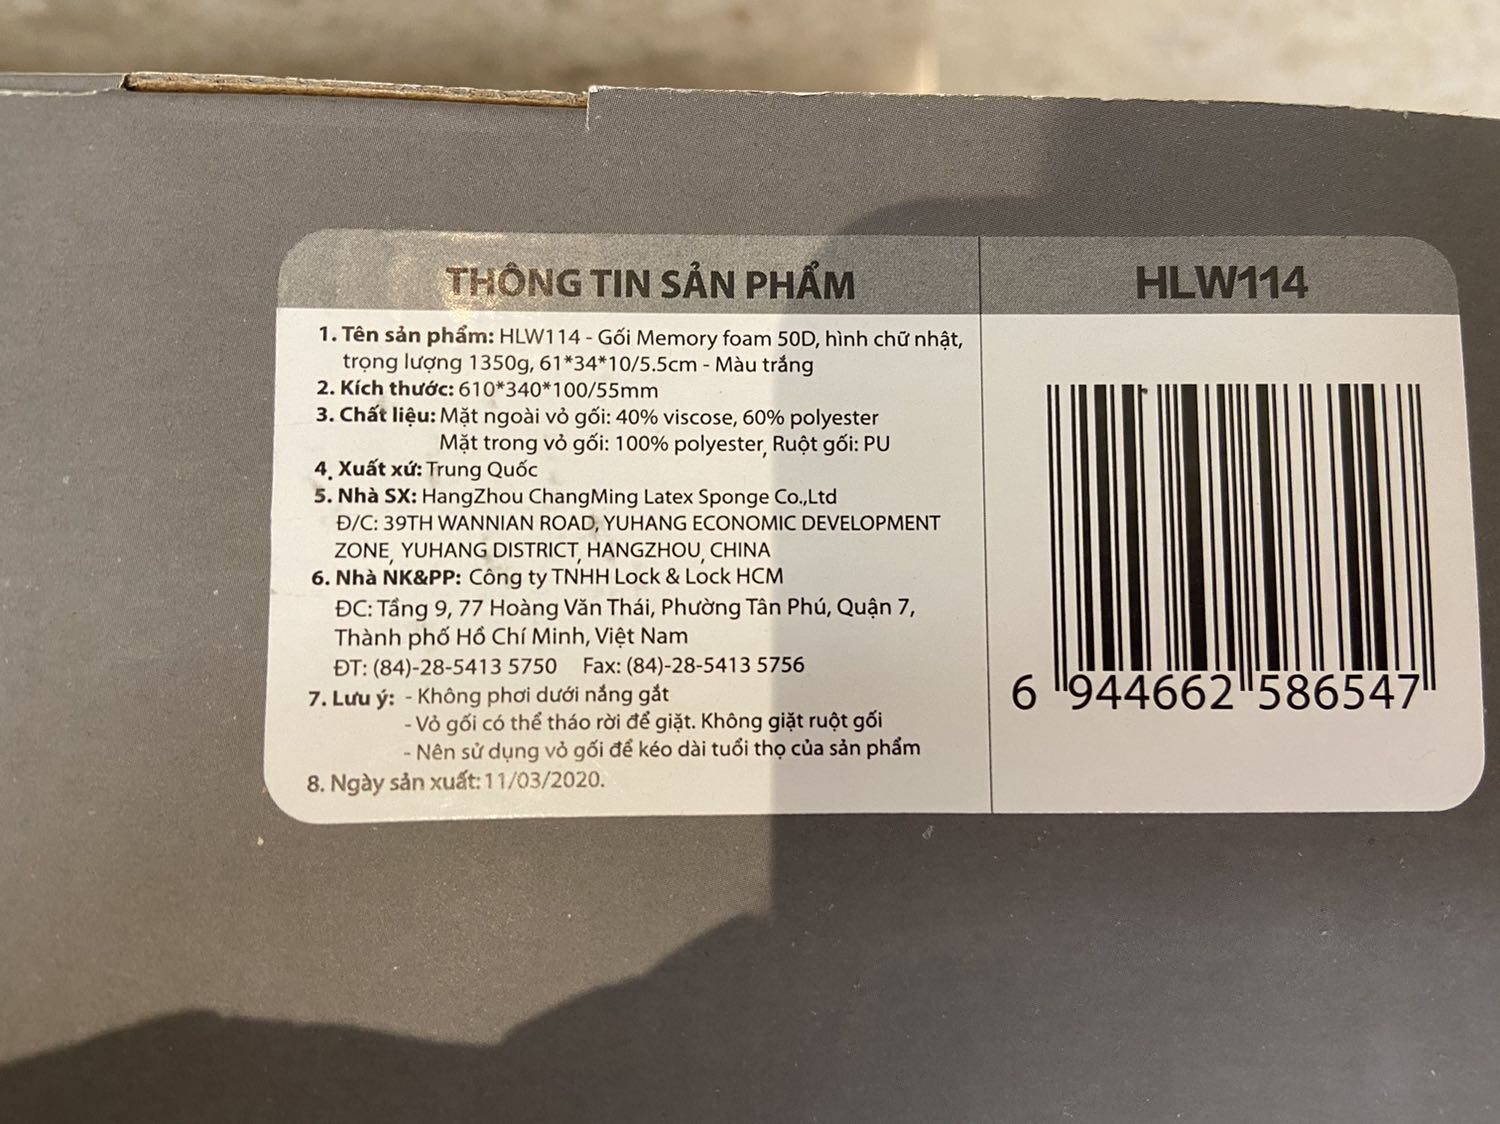 THÔNG TIN SẢN PHẨM
HLW114
1. Tên sản phẩm: HLW114 - Gối Memory foam 50D, hình chữ nhật,
trọng lượng 1350g, 61*34*10/5.5cm - Màu trắng
2. Kích thước: 610*340*100/55mm
3. Chất liệu: Mặt ngoài vỏ gối: 40% viscose, 60% polyester
Mặt trong vỏ gối: 100% polyester, Ruột gối: PU
4. Xuất xứ: Trung Quốc
5. Nhà SX: HangZhou ChangMing Latex Sponge Co.,Ltd
Đ/C: 39TH WANNIAN ROAD, YUHANG ECONOMIC DEVELOPMENT
ZONE, YUHANG DISTRICT, HANGZHOU, CHINA
6. Nhà NK&PP: Công ty TNHH Lock & Lock HCM
ĐC: Tầng 9, 77 Hoàng Văn Thái, Phường Tân Phú, Quận 7,
Thành phố Hồ Chí Minh, Việt Nam
ĐT: (84)-28-5413 5750 Fax: (84)-28-5413 5756
7. Lưu ý: - Không phơi dưới nắng gắt
- Vỏ gối có thể tháo rời để giặt. Không giặt ruột gối
- Nên sử dụng vỏ gối để kéo dài tuổi thọ của sản phẩm
8. Ngày sản xuất: 11/03/2020.
6 944662 586547